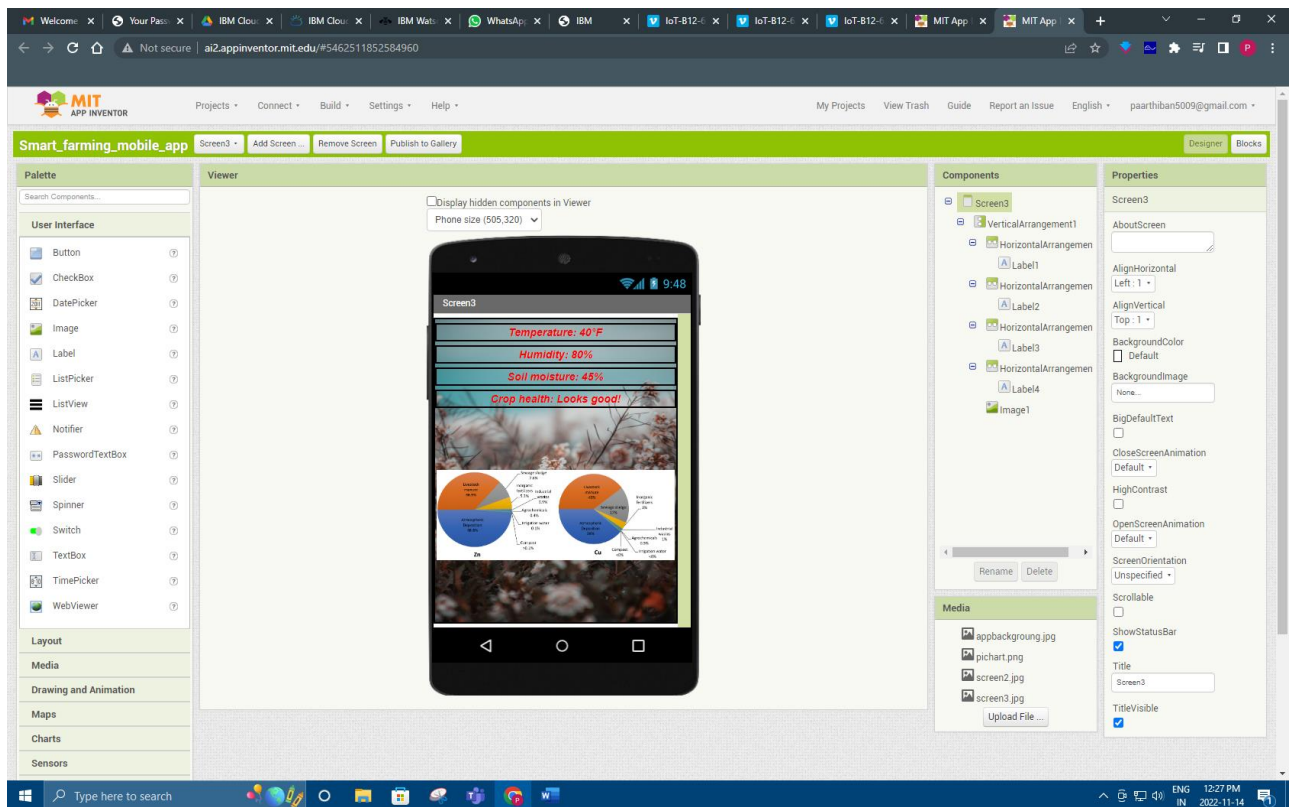 Welcome
Your Pass
IBM Clou
IBM Clou
IBM Wats
WhatsAp
IBM
IoT-B12-6
IoT-B12-6
IoT-B12-6
MIT App
MIT App
Not secure | ai2.appinventor.mit.edu/#5462511852584960
P
MIT
APP INVENTOR
Projects
Connect
Build
Settings
Help
My Projects
View Trash
Guide
Report an Issue
English
paarthiban5009@gmail.com
Smart_farming_mobile_app
Screen3
Add Screen ...
Remove Screen
Publish to Gallery
Designer
Blocks
Palette
Search Components...
User Interface
Button
CheckBox
DatePicker
Image
Label
ListPicker
ListView
Notifier
PasswordTextBox
Slider
Spinner
Switch
TextBox
TimePicker
WebViewer
Layout
Media
Drawing and Animation
Maps
Charts
Sensors
Viewer
Display hidden components in Viewer
Phone size (505,320)
9:48
Screen3
Temperature: 40°F
Humidity: 80%
Soil moisture: 45%
Crop health: Looks good!
Zn
Cu
Components
Screen3
VerticalArrangement1
HorizontalArrangemen
Label1
HorizontalArrangemen
Label2
HorizontalArrangemen
Label3
HorizontalArrangemen
Label4
Image1
Rename
Delete
Media
appbackgroung.jpg
pichart.png
screen2.jpg
screen3.jpg
Upload File ...
Properties
Screen3
AboutScreen
AlignHorizontal
Left : 1
AlignVertical
Top : 1
BackgroundColor
Default
BackgroundImage
None...
BigDefaultText
CloseScreenAnimation
Default
HighContrast
OpenScreenAnimation
Default
ScreenOrientation
Unspecified
Scrollable
ShowStatusBar
Title
Screen3
TitleVisible
Type here to search
ENG
IN
12:27 PM
2022-11-14